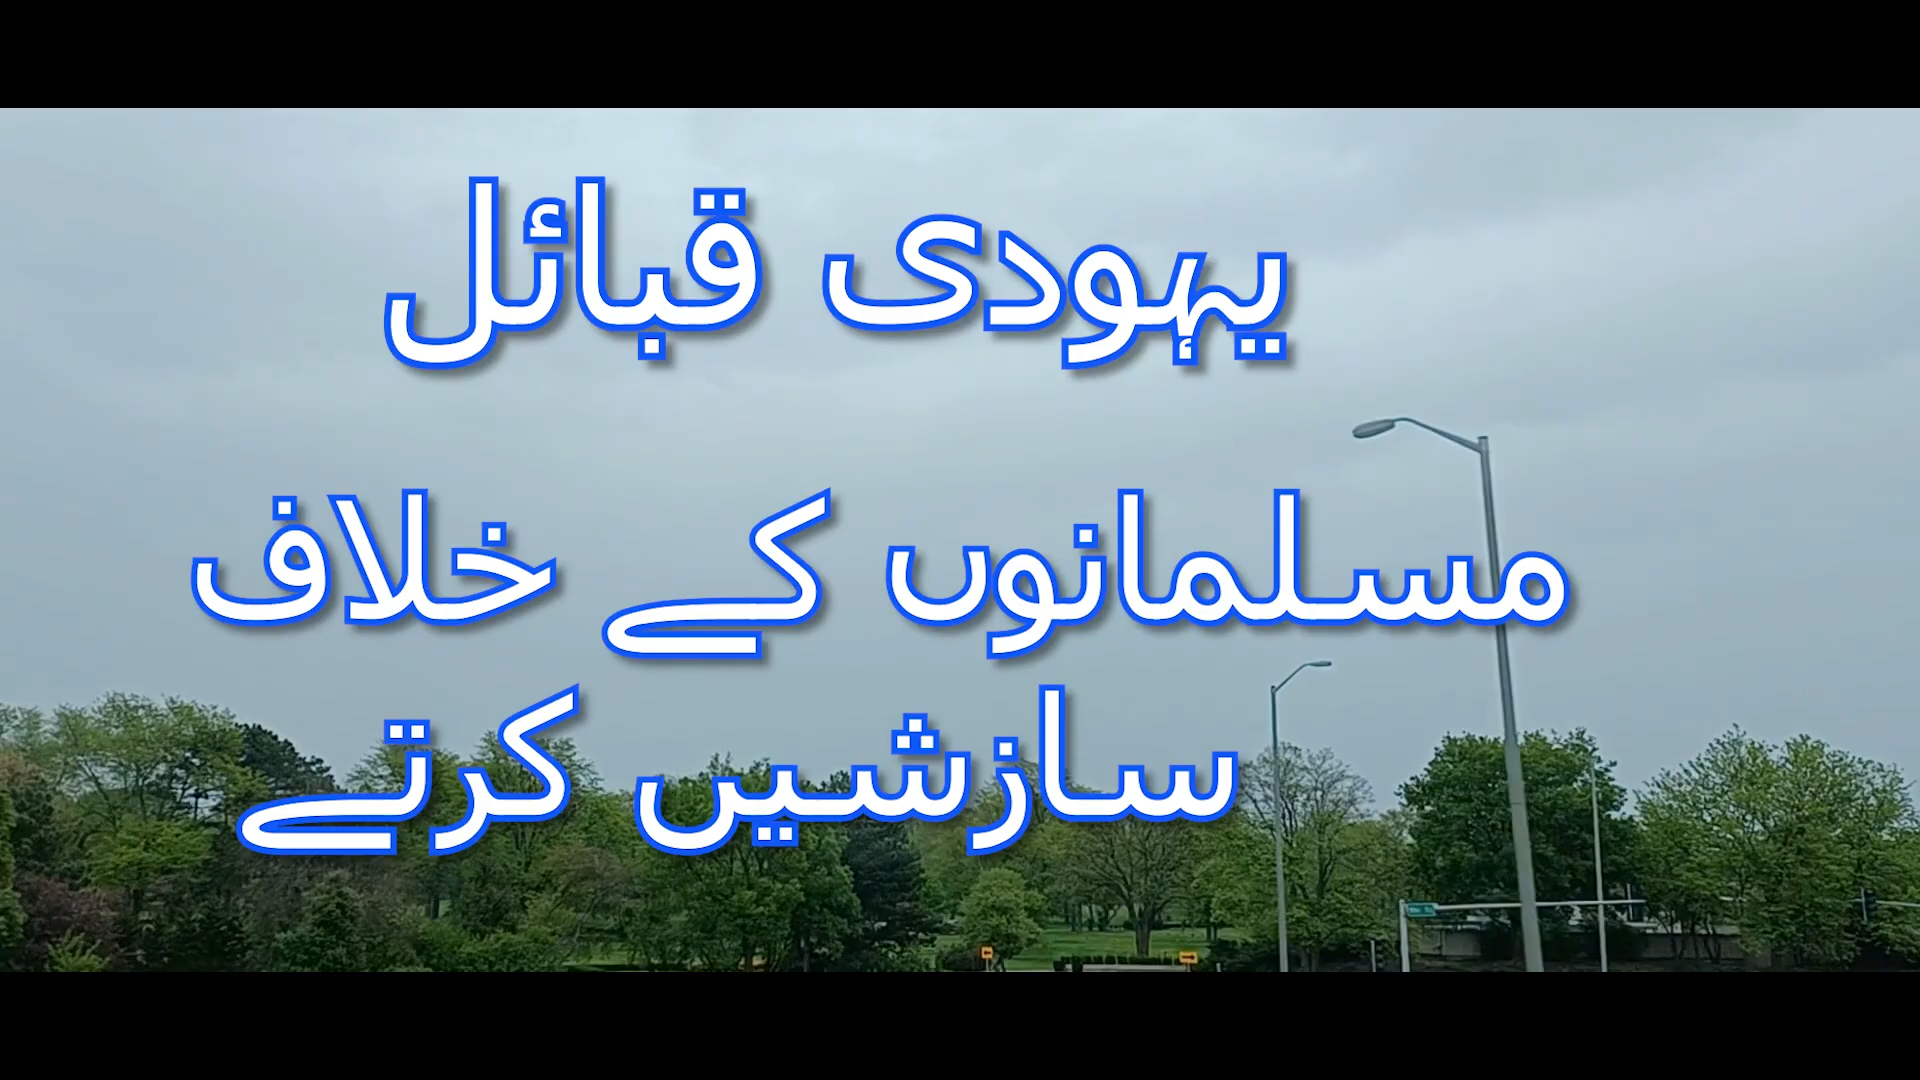 یہودی قبائل
مسلمانوں کے خلاف
سازشیں کرتے